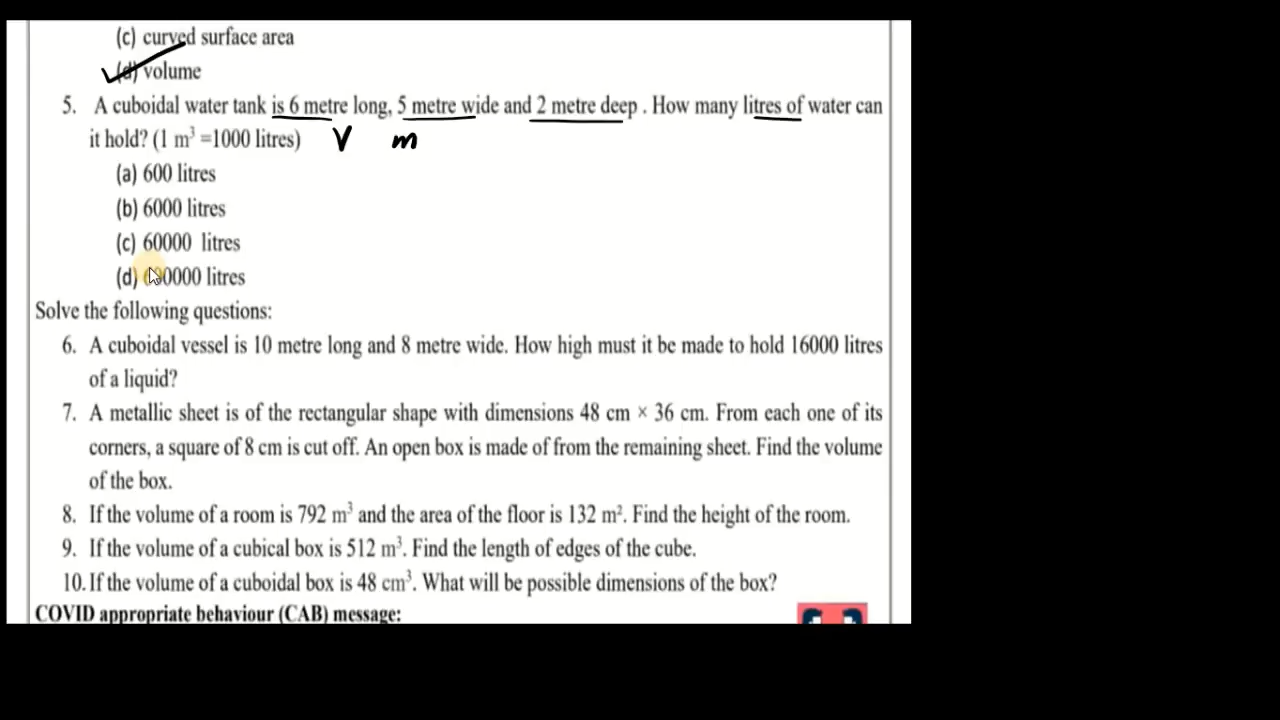 (c) curved surface area
(d) volume
5. A cuboidal water tank is 6 metre long, 5 metre wide and 2 metre deep . How many litres of water can
it hold? (1 m³ =1000 litres) V m
(a) 600 litres
(b) 6000 litres
(c) 60000 litres
(d) 600000 litres
Solve the following questions:
6. A cuboidal vessel is 10 metre long and 8 metre wide. How high must it be made to hold 16000 litres
of a liquid?
7. A metallic sheet is of the rectangular shape with dimensions 48 cm × 36 cm. From each one of its
corners, a square of 8 cm is cut off. An open box is made of from the remaining sheet. Find the volume
of the box.
8. If the volume of a room is 792 m³ and the area of the floor is 132 m². Find the height of the room.
9. If the volume of a cubical box is 512 m³. Find the length of edges of the cube.
10. If the volume of a cuboidal box is 48 cm³. What will be possible dimensions of the box?
COVID appropriate behaviour (CAB) message: